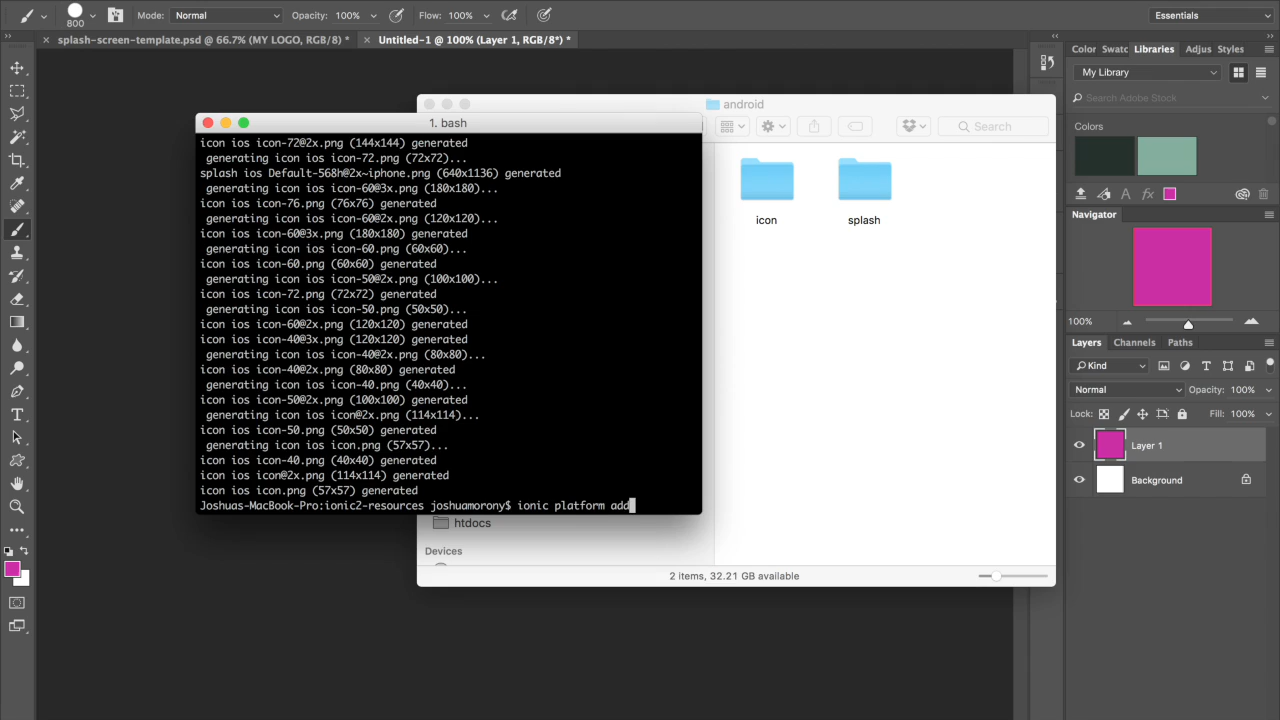 800
Mode:
Normal
Opacity:
100%
Flow:
100%
Essentials
splash-screen-template.psd @ 66.7% (MY LOGO, RGB/8) *
Untitled-1 @ 100% (Layer 1, RGB/8*) *
android
Search
icon
splash
htdocs
Devices
2 items, 32.21 GB available
1. bash
icon ios icon-72@2x.png (144x144) generated
generating icon ios icon-72.png (72x72)...
splash ios Default-568h@2x~iphone.png (640x1136) generated
generating icon ios icon-60@3x.png (180x180)...
icon ios icon-76.png (76x76) generated
generating icon ios icon-60@2x.png (120x120)...
icon ios icon-60@3x.png (180x180) generated
generating icon ios icon-60.png (60x60)...
icon ios icon-60.png (60x60) generated
generating icon ios icon-50@2x.png (100x100)...
icon ios icon-72.png (72x72) generated
generating icon ios icon-50.png (50x50)...
icon ios icon-60@2x.png (120x120) generated
icon ios icon-40@3x.png (120x120) generated
generating icon ios icon-40@2x.png (80x80)...
icon ios icon-40@2x.png (80x80) generated
generating icon ios icon-40.png (40x40)...
icon ios icon-50@2x.png (100x100) generated
generating icon ios icon@2x.png (114x114)...
icon ios icon-50.png (50x50) generated
generating icon ios icon.png (57x57)...
icon ios icon-40.png (40x40) generated
icon ios icon@2x.png (114x114) generated
icon ios icon.png (57x57) generated
Joshuas-MacBook-Pro:ionic2-resources joshuamorony$ ionic platform add
Color Swatc Libraries Adjus Styles
My Library
Search Adobe Stock
Colors
Navigator
100%
Layers Channels Paths
Kind
Normal
Opacity: 100%
Lock:
Fill: 100%
Layer 1
Background